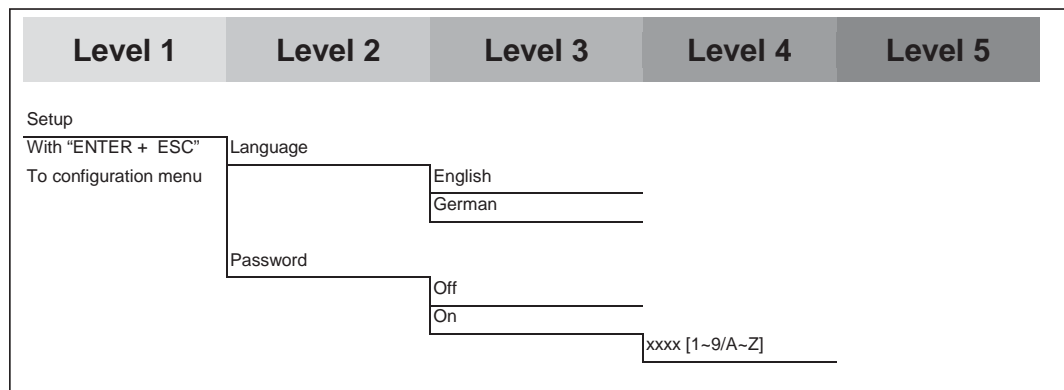 Level 1 Level 2 Level 3 Level 4 Level 5
Setup
With “ENTER + ESC” Language
To configuration menu English
German
Password
Off
On
xxxx [1~9/A~Z]